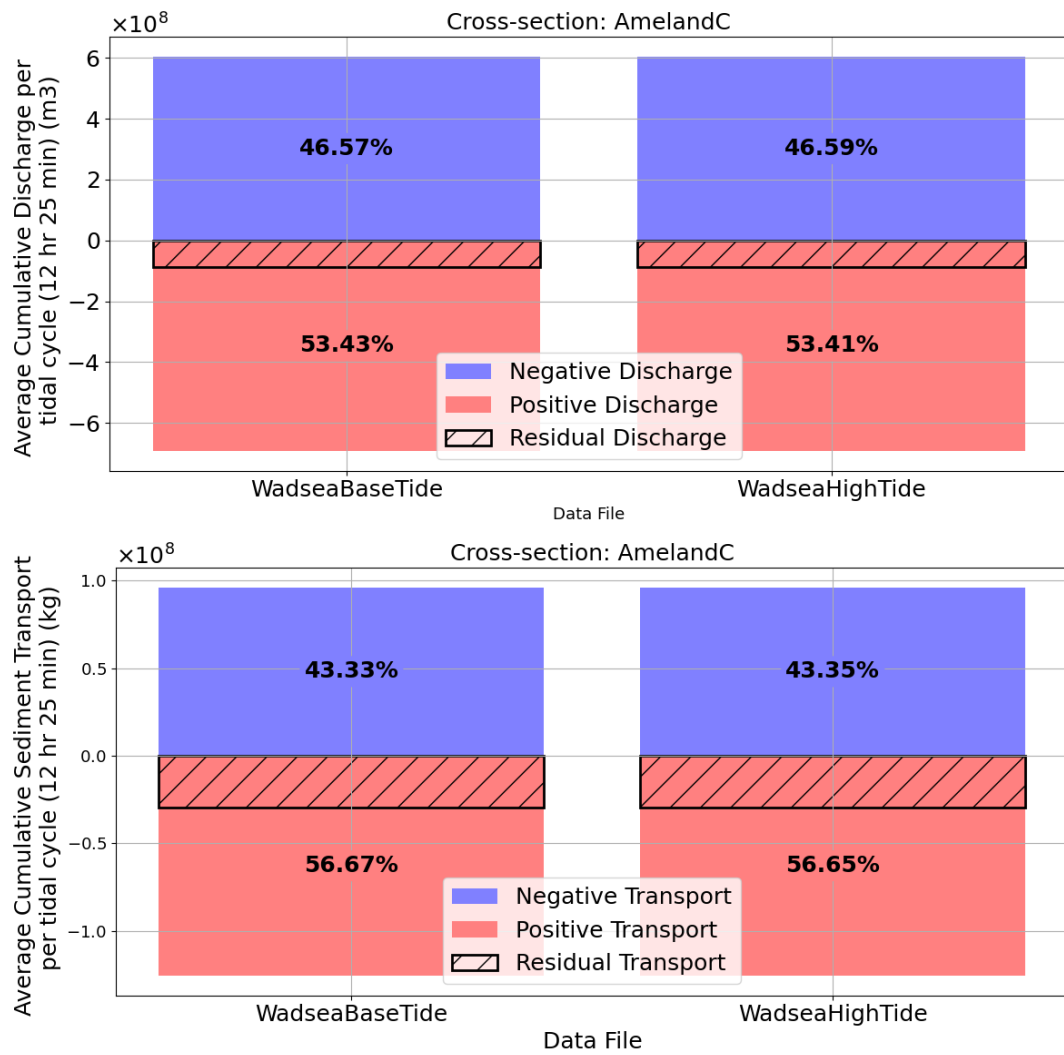 ×10⁸
Cross-section: AmelandC
Average Cumulative Discharge per
tidal cycle (12 hr 25 min) (m3)
6
4
2
0
−2
−4
−6
46.57%
46.59%
53.43%
53.41%
Negative Discharge
Positive Discharge
Residual Discharge
WadseaBaseTide
WadseaHighTide
Data File
×10⁸
Cross-section: AmelandC
Average Cumulative Sediment Transport
per tidal cycle (12 hr 25 min) (kg)
1.0
0.5
0.0
−0.5
−1.0
43.33%
43.35%
56.67%
56.65%
Negative Transport
Positive Transport
Residual Transport
WadseaBaseTide
WadseaHighTide
Data File